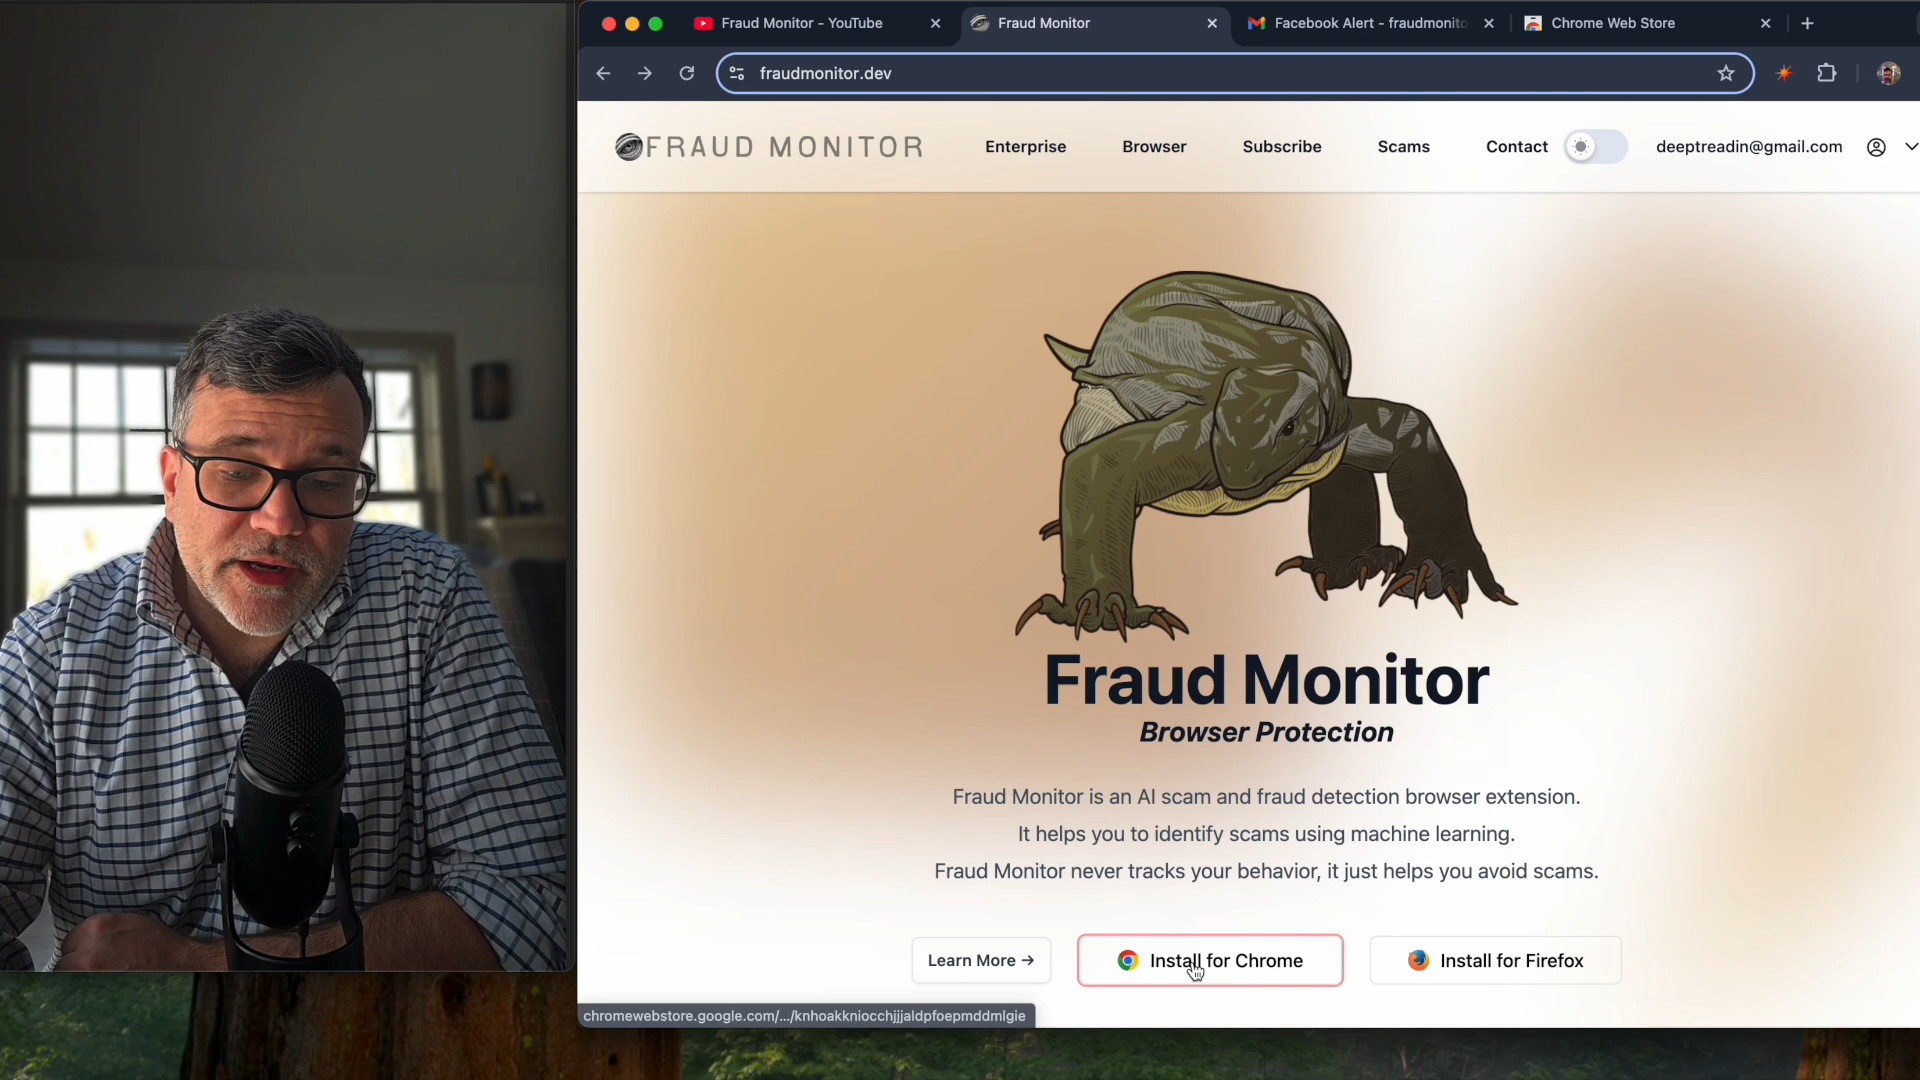 Fraud Monitor - YouTube
Fraud Monitor
Facebook Alert - fraudmonito
Chrome Web Store
fraudmonitor.dev
FRAUD MONITOR
Enterprise
Browser
Subscribe
Scams
Contact
deeptreadin@gmail.com
Fraud Monitor
Browser Protection
Fraud Monitor is an AI scam and fraud detection browser extension.
It helps you to identify scams using machine learning.
Fraud Monitor never tracks your behavior, it just helps you avoid scams.
Learn More →
Install for Chrome
Install for Firefox
chromewebstore.google.com/.../knhoakkniocchjjjaldpfoepmddmlgie